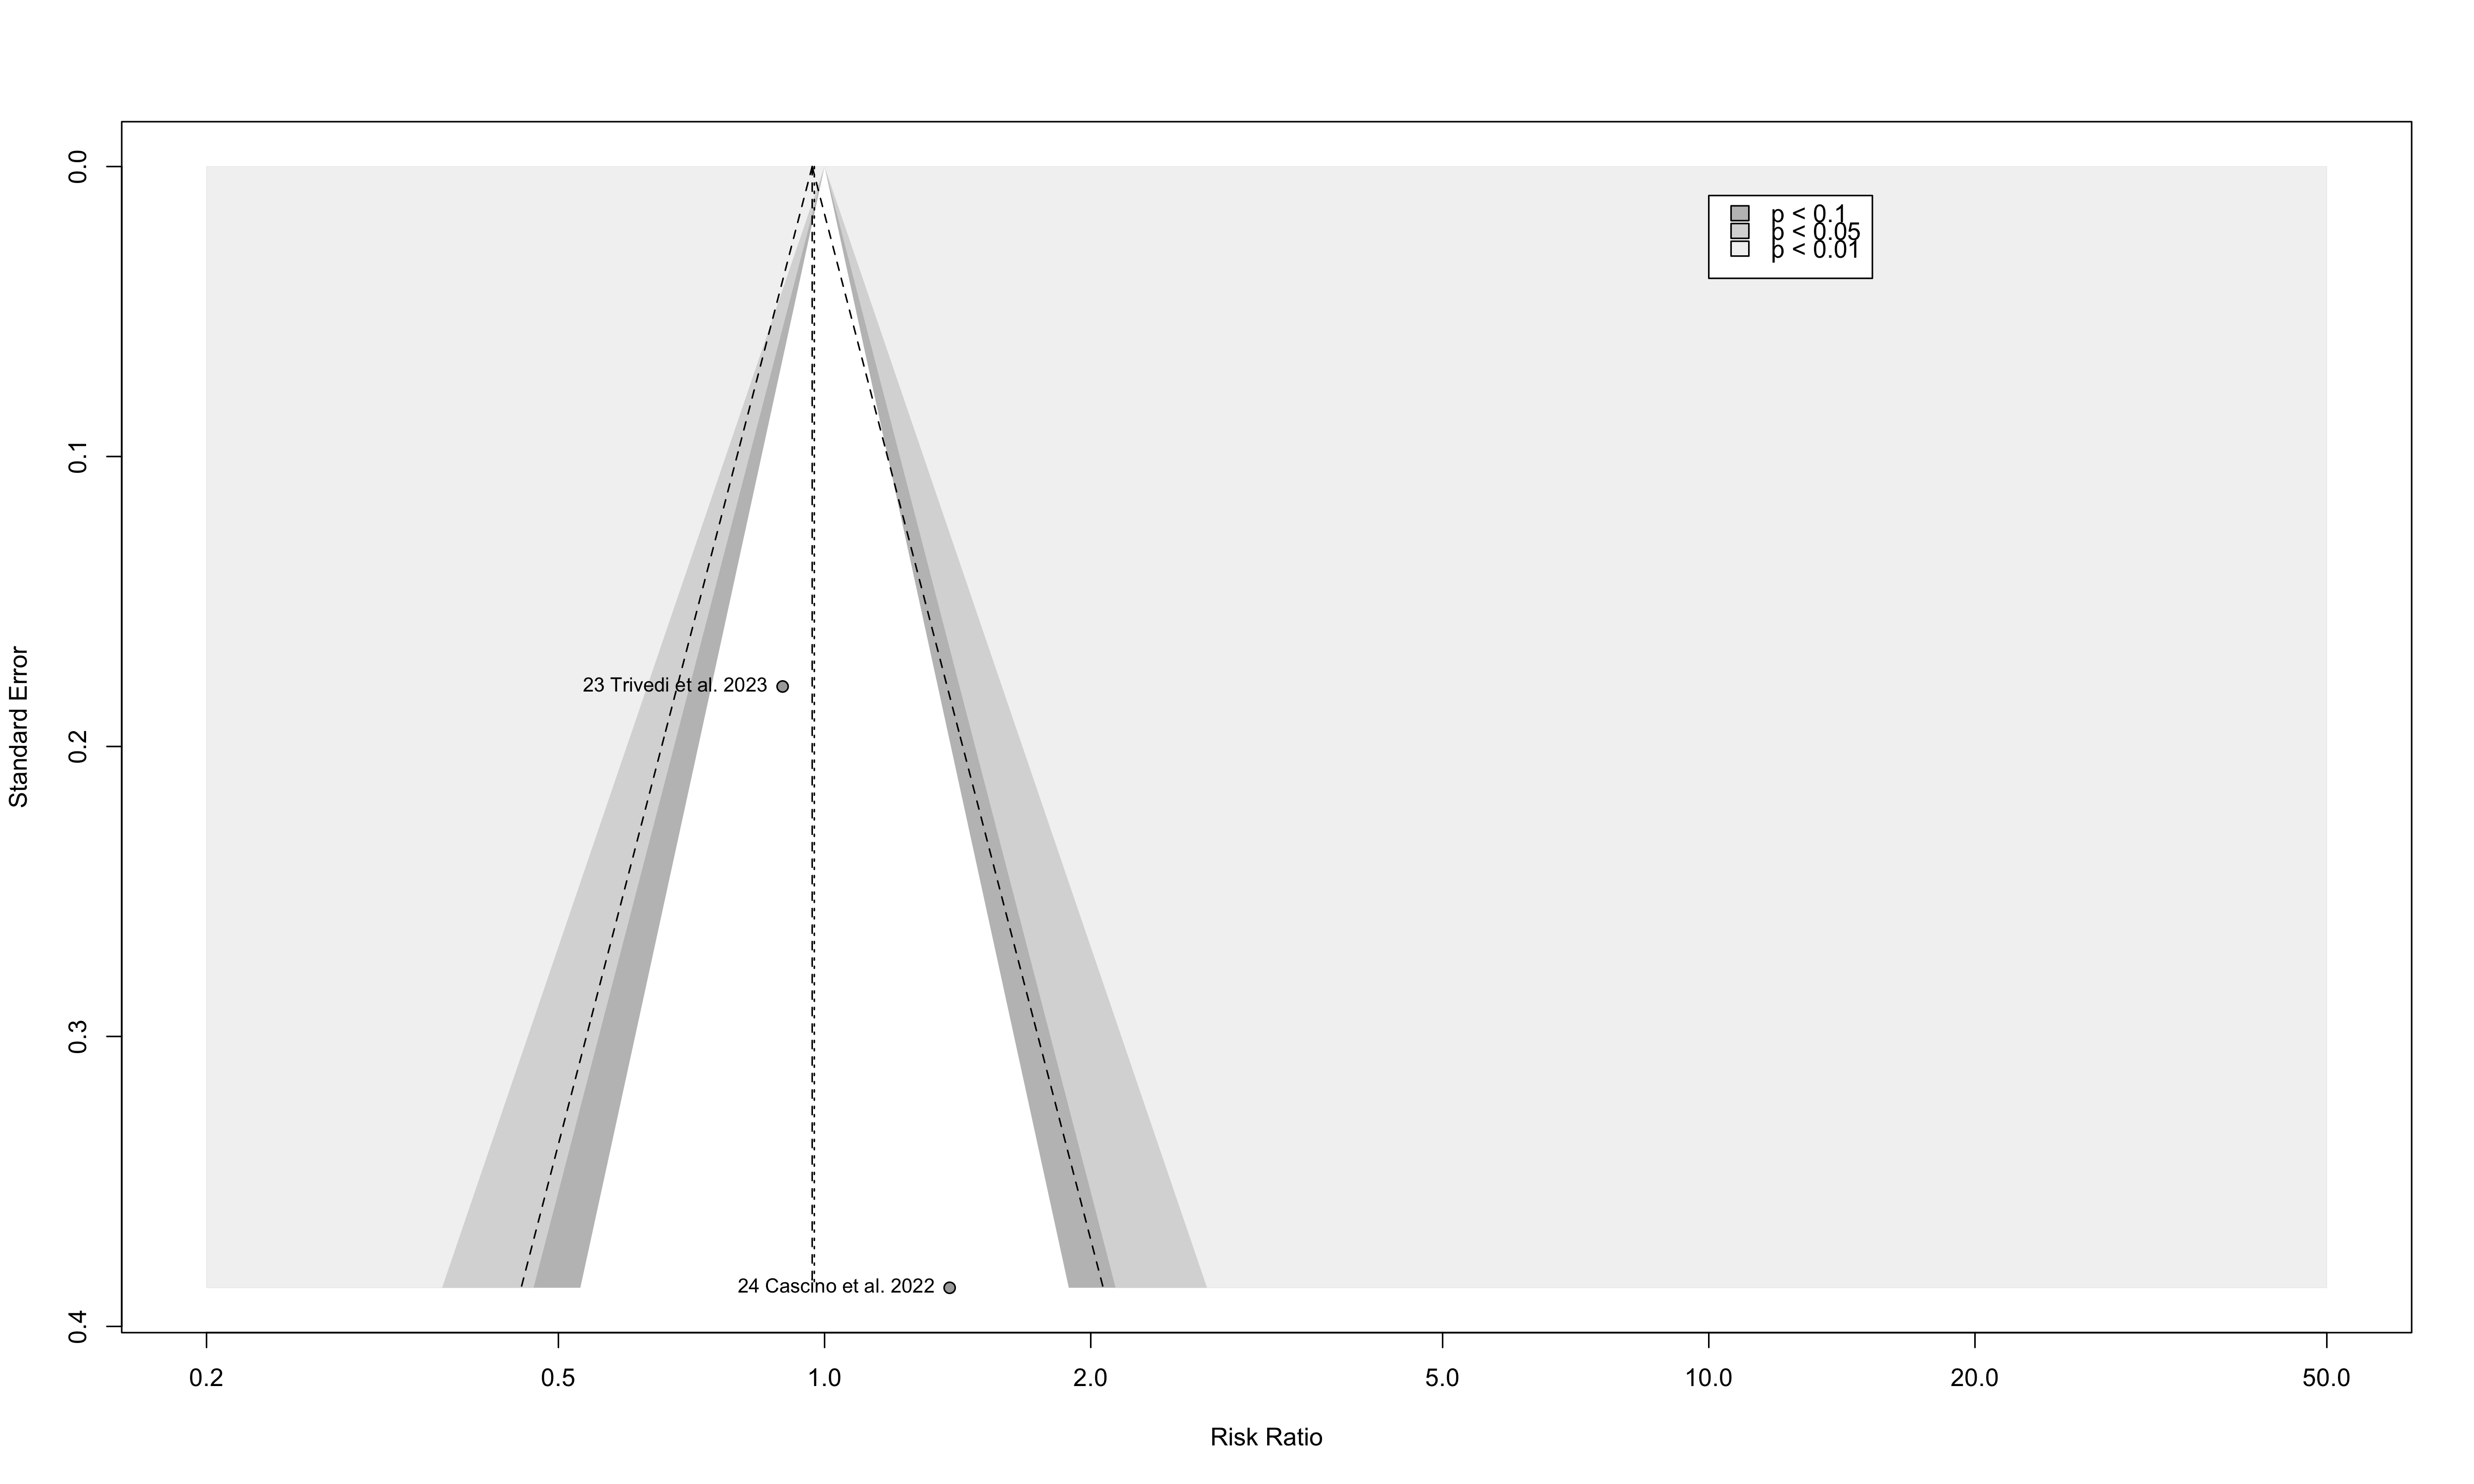 0.0
p < 0.1
p < 0.05
p < 0.01
0.1
Standard Error
23 Trivedi et al. 2023
0.2
0.3
24 Cascino et al. 2022
0.4
0.2 0.5 1.0 2.0 5.0 10.0 20.0 50.0
Risk Ratio